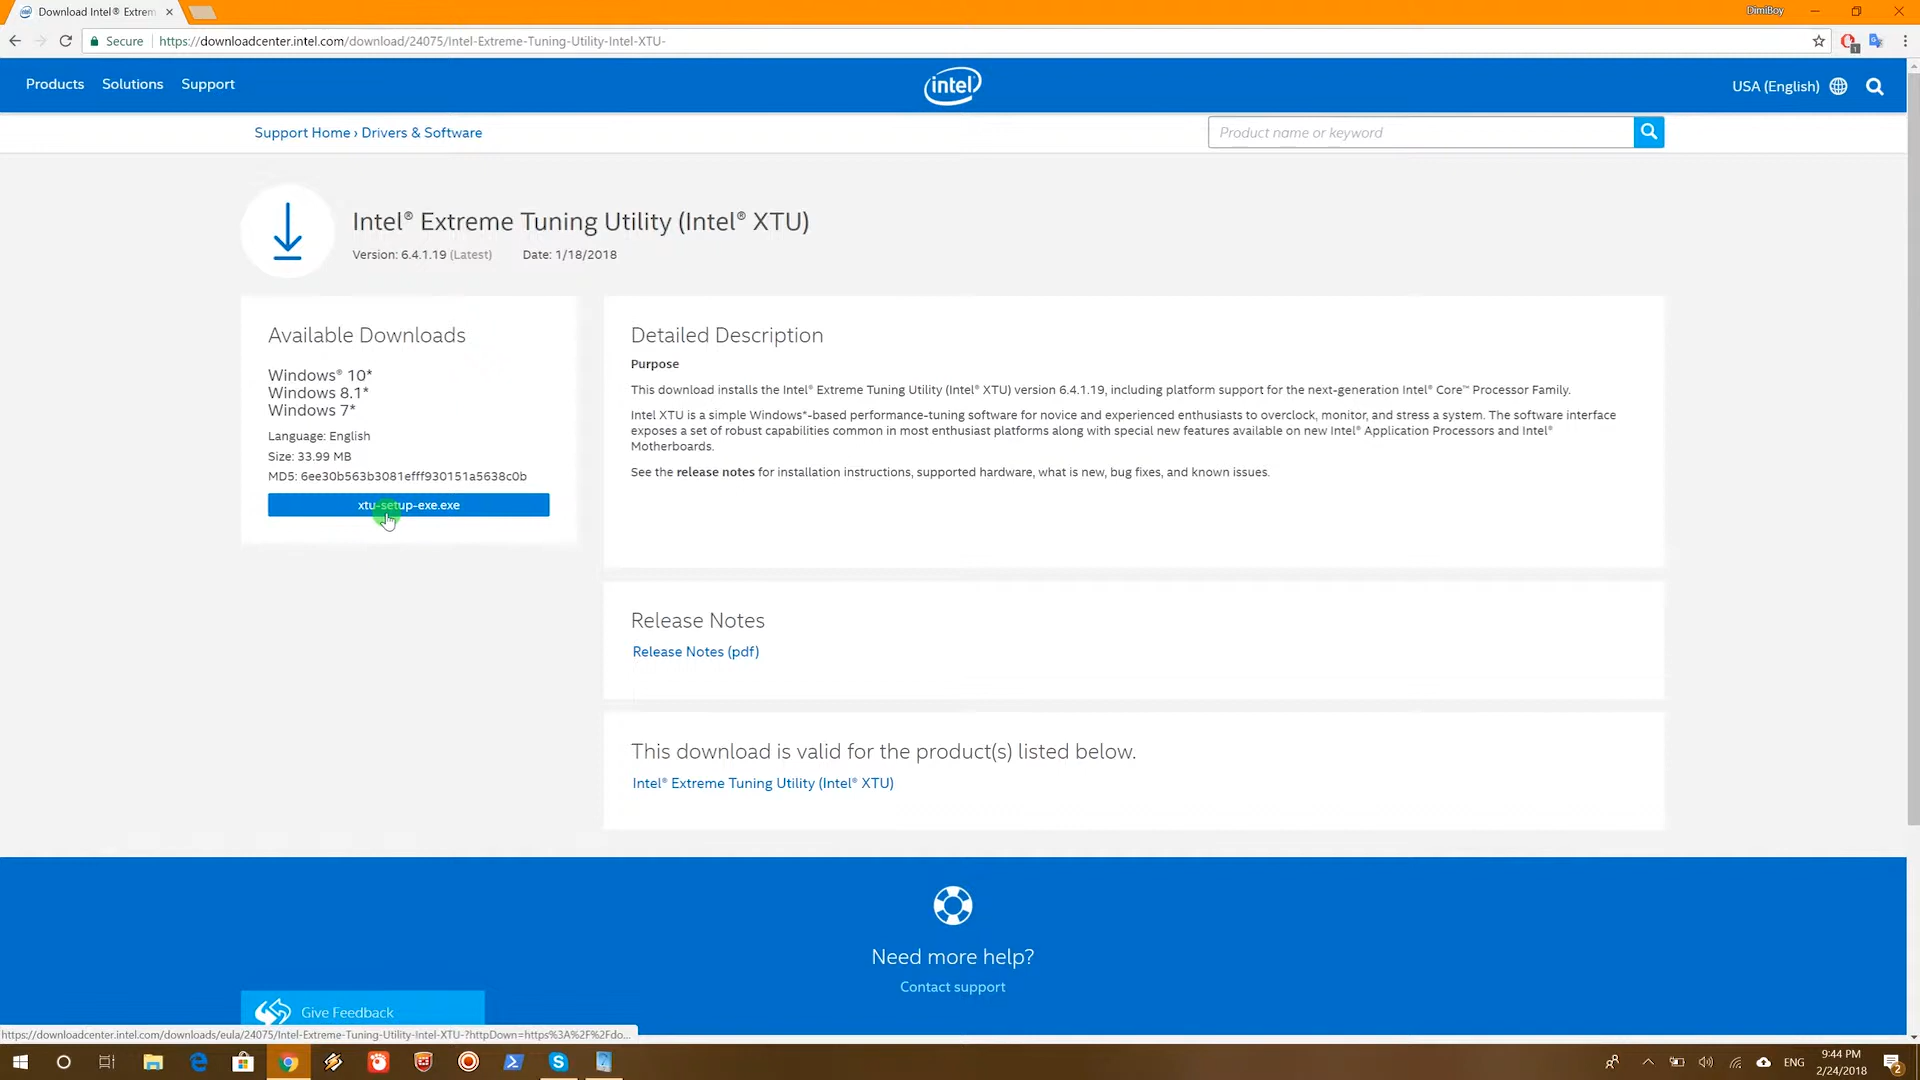 Download Intel® Extrem
DimiBoy
Secure
https://downloadcenter.intel.com/download/24075/Intel-Extreme-Tuning-Utility-Intel-XTU-
1
Products
Solutions
Support
intel
USA (English)
Support Home › Drivers & Software
Product name or keyword
Intel® Extreme Tuning Utility (Intel® XTU)
Version: 6.4.1.19 (Latest)
Date: 1/18/2018
Available Downloads
Windows® 10*
Windows 8.1*
Windows 7*
Language: English
Size: 33.99 MB
MD5: 6ee30b563b3081efff930151a5638c0b
xtu-setup-exe.exe
Detailed Description
Purpose
This download installs the Intel® Extreme Tuning Utility (Intel® XTU) version 6.4.1.19, including platform support for the next-generation Intel® Core™ Processor Family.
Intel XTU is a simple Windows*-based performance-tuning software for novice and experienced enthusiasts to overclock, monitor, and stress a system. The software interface
exposes a set of robust capabilities common in most enthusiast platforms along with special new features available on new Intel® Application Processors and Intel®
Motherboards.
See the release notes for installation instructions, supported hardware, what is new, bug fixes, and known issues.
Release Notes
Release Notes (pdf)
This download is valid for the product(s) listed below.
Intel® Extreme Tuning Utility (Intel® XTU)
Need more help?
Contact support
Give Feedback
https://downloadcenter.intel.com/downloads/eula/24075/Intel-Extreme-Tuning-Utility-Intel-XTU-?httpDown=https%3A%2F%2Fdo...
ENG
9:44 PM
2/24/2018
2